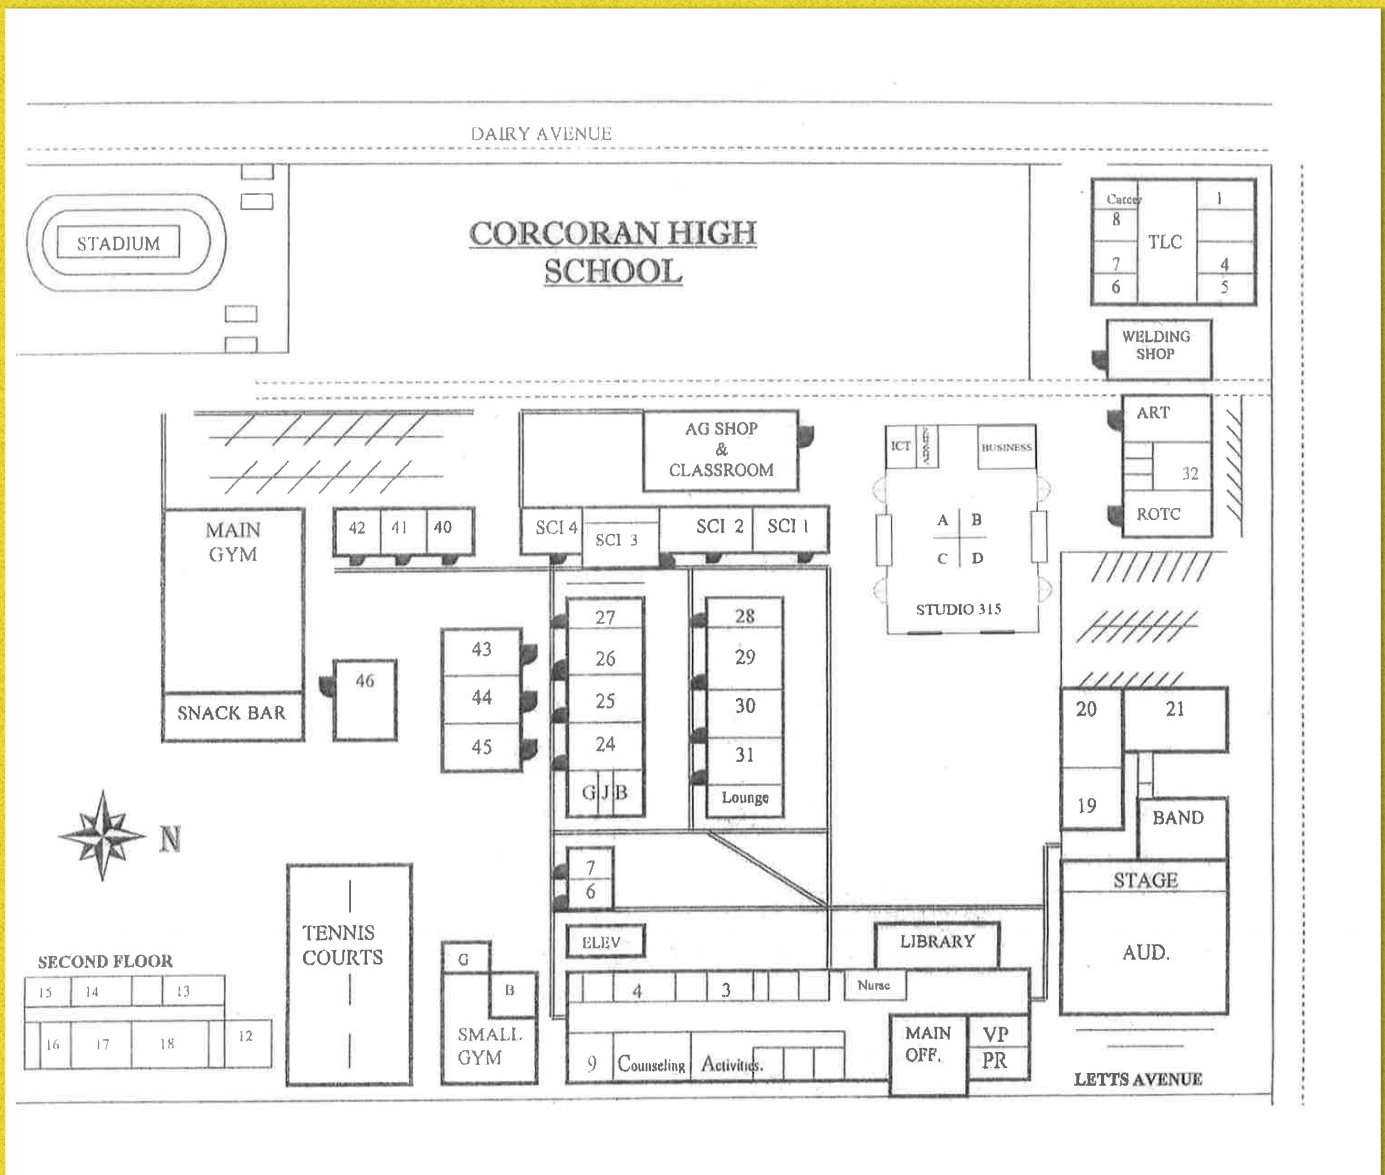 DAIRY AVENUE
STADIUM
CORCORAN HIGH
SCHOOL
Career
1
8
TLC
7
4
6
5
WELDING
SHOP
ART
32
ROTC
AG SHOP
&
CLASSROOM
ICT
BUSINESS
A B
C D
STUDIO 315
MAIN
GYM
SNACK BAR
42 41 40
SCI 4
SCI 3
SCI 2
SCI 1
43
44
45
46
27
26
25
24
G J B
28
29
30
31
Lounge
20
21
19
BAND
STAGE
AUD.
N
7
6
ELEV
LIBRARY
TENNIS
COURTS
G
B
SMALL
GYM
SECOND FLOOR
15 14 13
16 17 18 12
4
3
Nurse
9
Counseling
Activities.
MAIN
OFF.
VP
PR
LETTS AVENUE